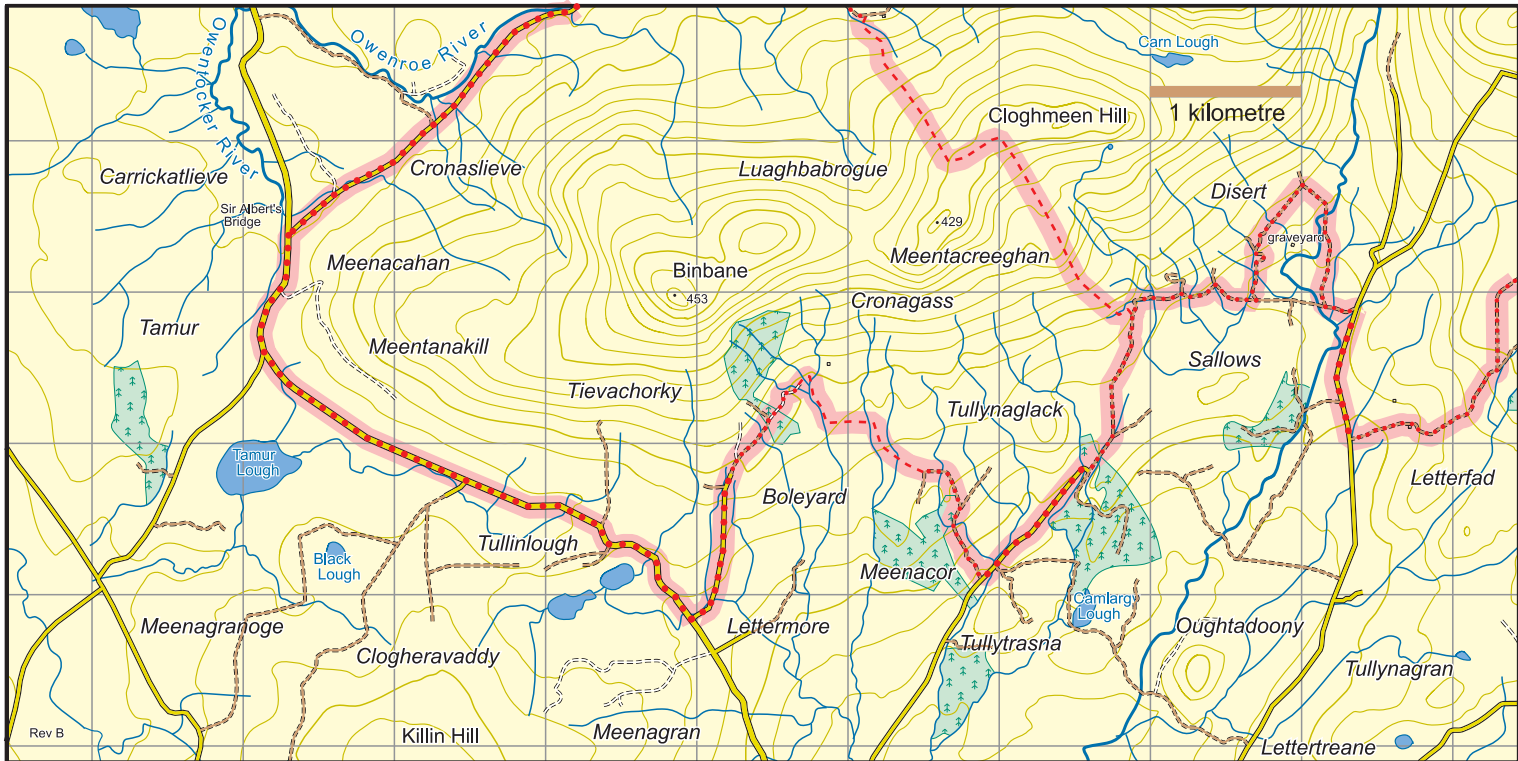 Owenroe River
Owentocker River
Carn Lough
1 kilometre
Cloghmeen Hill
Carrickatlieve
Cronaslieve
Luaghbabrogue
Disert
Sir Albert's
Bridge
429
graveyard
Meenacahan
Binbane
Meentacreeghan
453
Cronagass
Tamur
Meentanakill
Sallows
Tievachorky
Tullynaglack
Tamur
Lough
Boleyard
Letterfad
Tullinlough
Black
Lough
Meenacor
Camlargy
Lough
Meenagranoge
Lettermore
Oughtadoony
Clogheravaddy
Tullytrasna
Tullynagran
Rev B
Killin Hill
Meenagran
Lettertreane